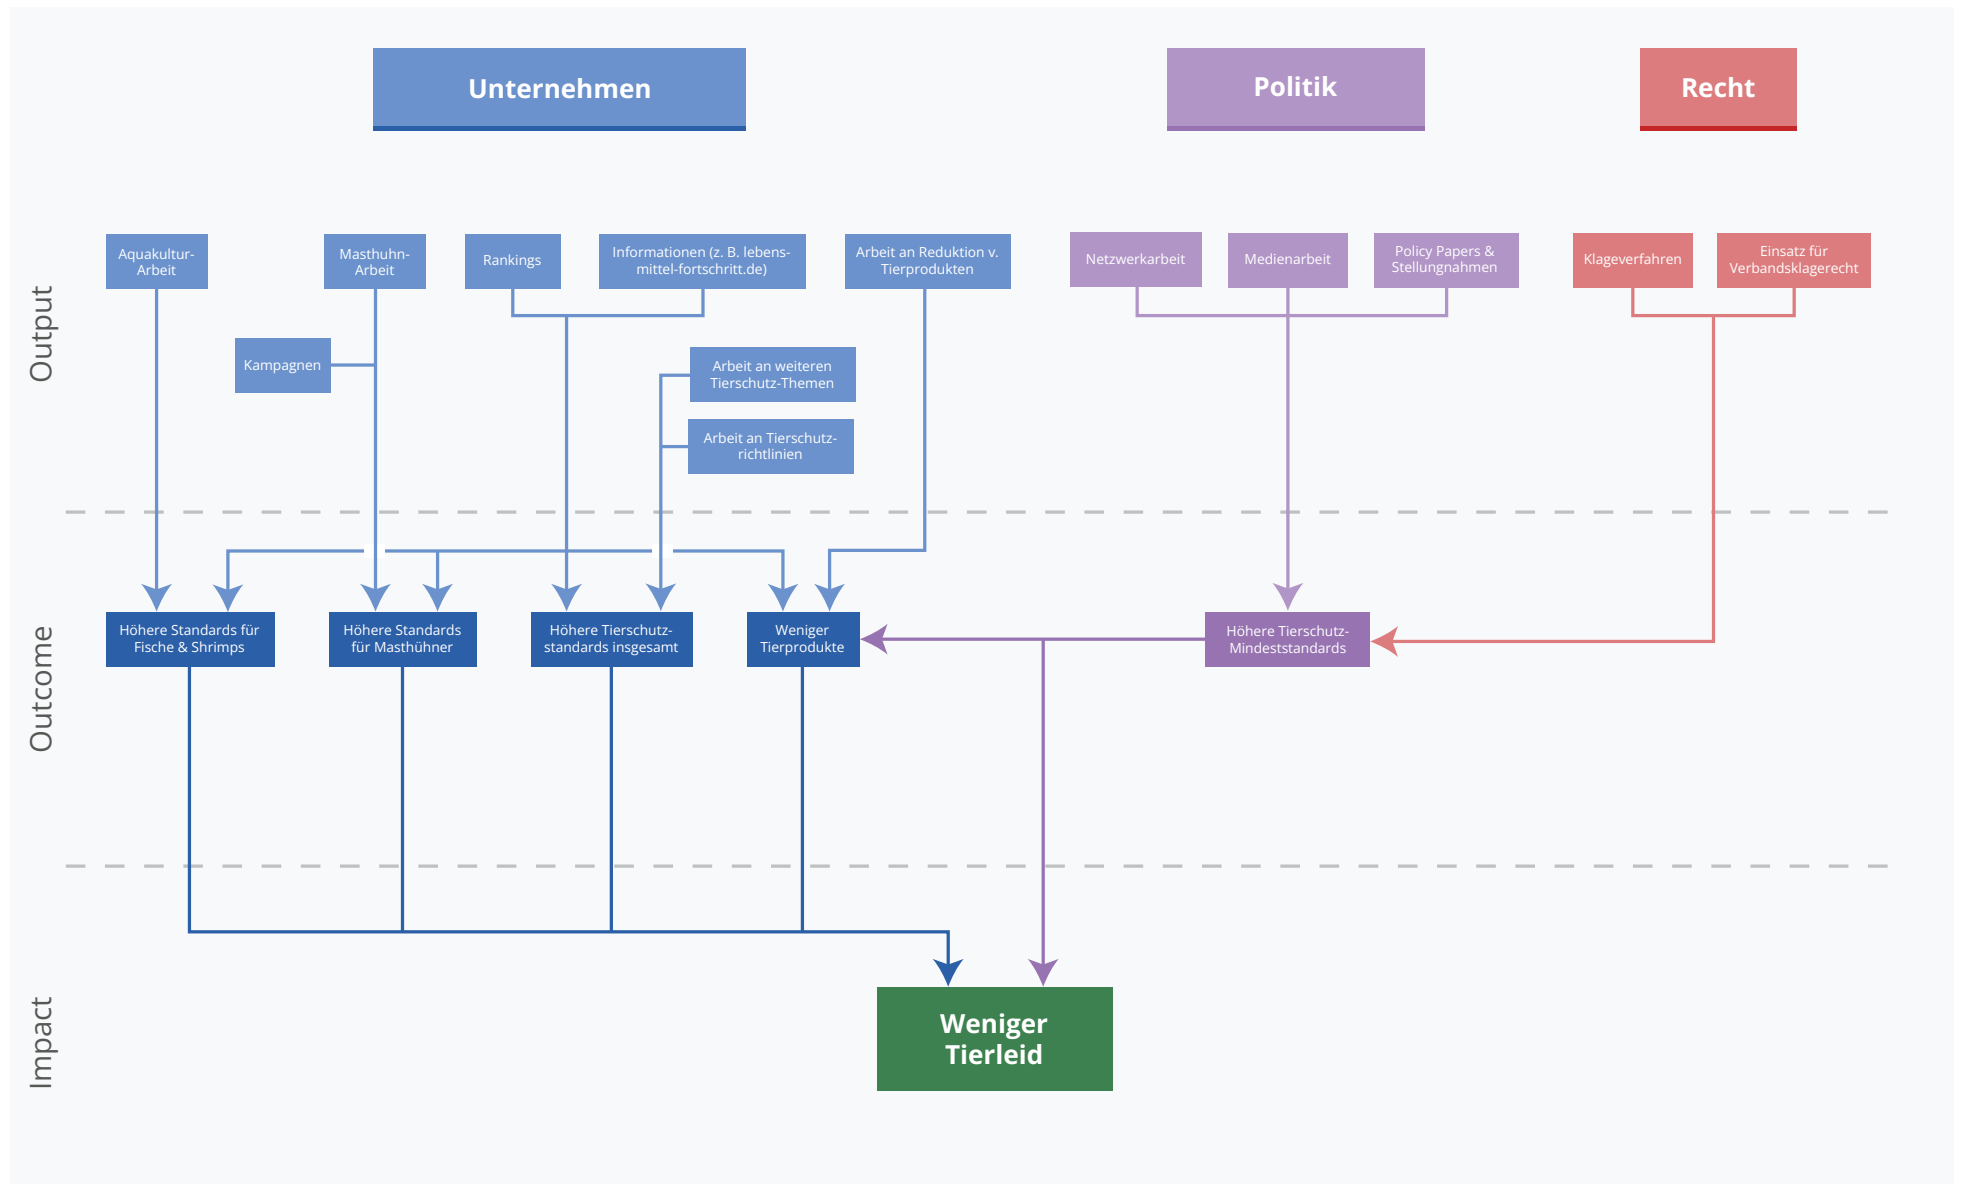 Unternehmen
Politik
Recht
Output
Aquakultur-
Arbeit
Masthuhn-
Arbeit
Rankings
Informationen (z. B. lebens-
mittel-fortschritt.de)
Arbeit an Reduktion v.
Tierprodukten
Netzwerkarbeit
Medienarbeit
Policy Papers &
Stellungnahmen
Klageverfahren
Einsatz für
Verbandsklagerecht
Kampagnen
Arbeit an weiteren
Tierschutz-Themen
Arbeit an Tierschutz-
richtlinien
Outcome
Höhere Standards für
Fische & Shrimps
Höhere Standards
für Masthühner
Höhere Tierschutz-
standards insgesamt
Weniger
Tierprodukte
Höhere Tierschutz-
Mindeststandards
Impact
Weniger
Tierleid